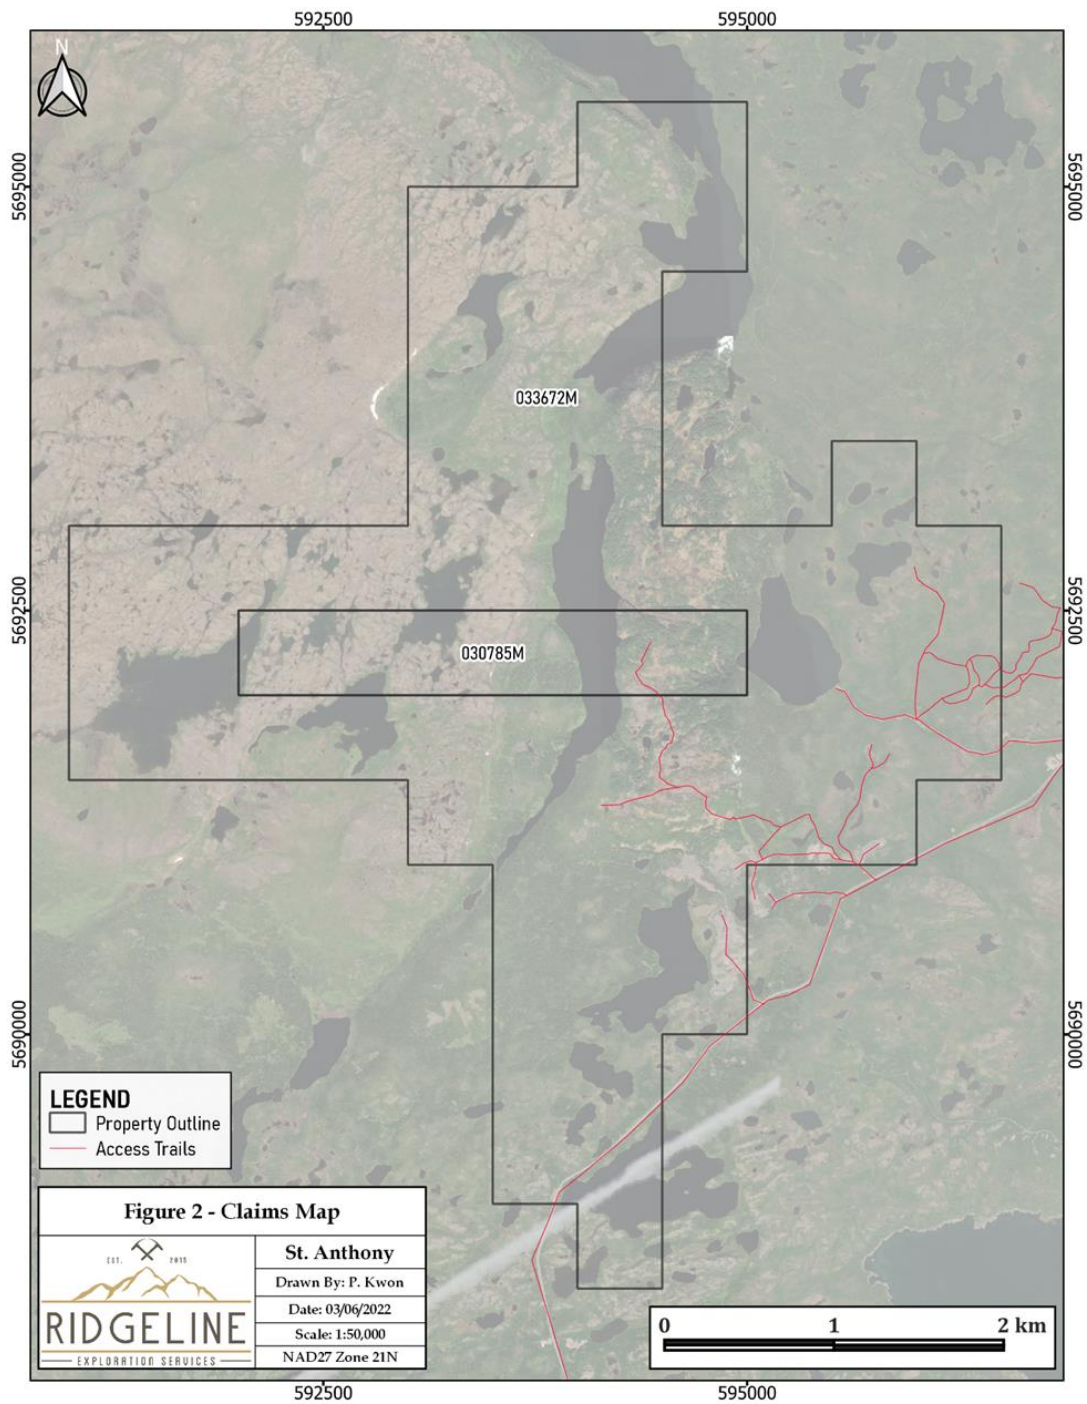 592500
595000
N
5695000
5695000
033672M
5692500
5692500
030785M
5690000
5690000
LEGEND
Property Outline
Access Trails
Figure 2 - Claims Map
EST. 2015
RIDGELINE
EXPLORATION SERVICES
St. Anthony
Drawn By: P. Kwon
Date: 03/06/2022
Scale: 1:50,000
NAD27 Zone 21N
0 1 2 km
592500
595000